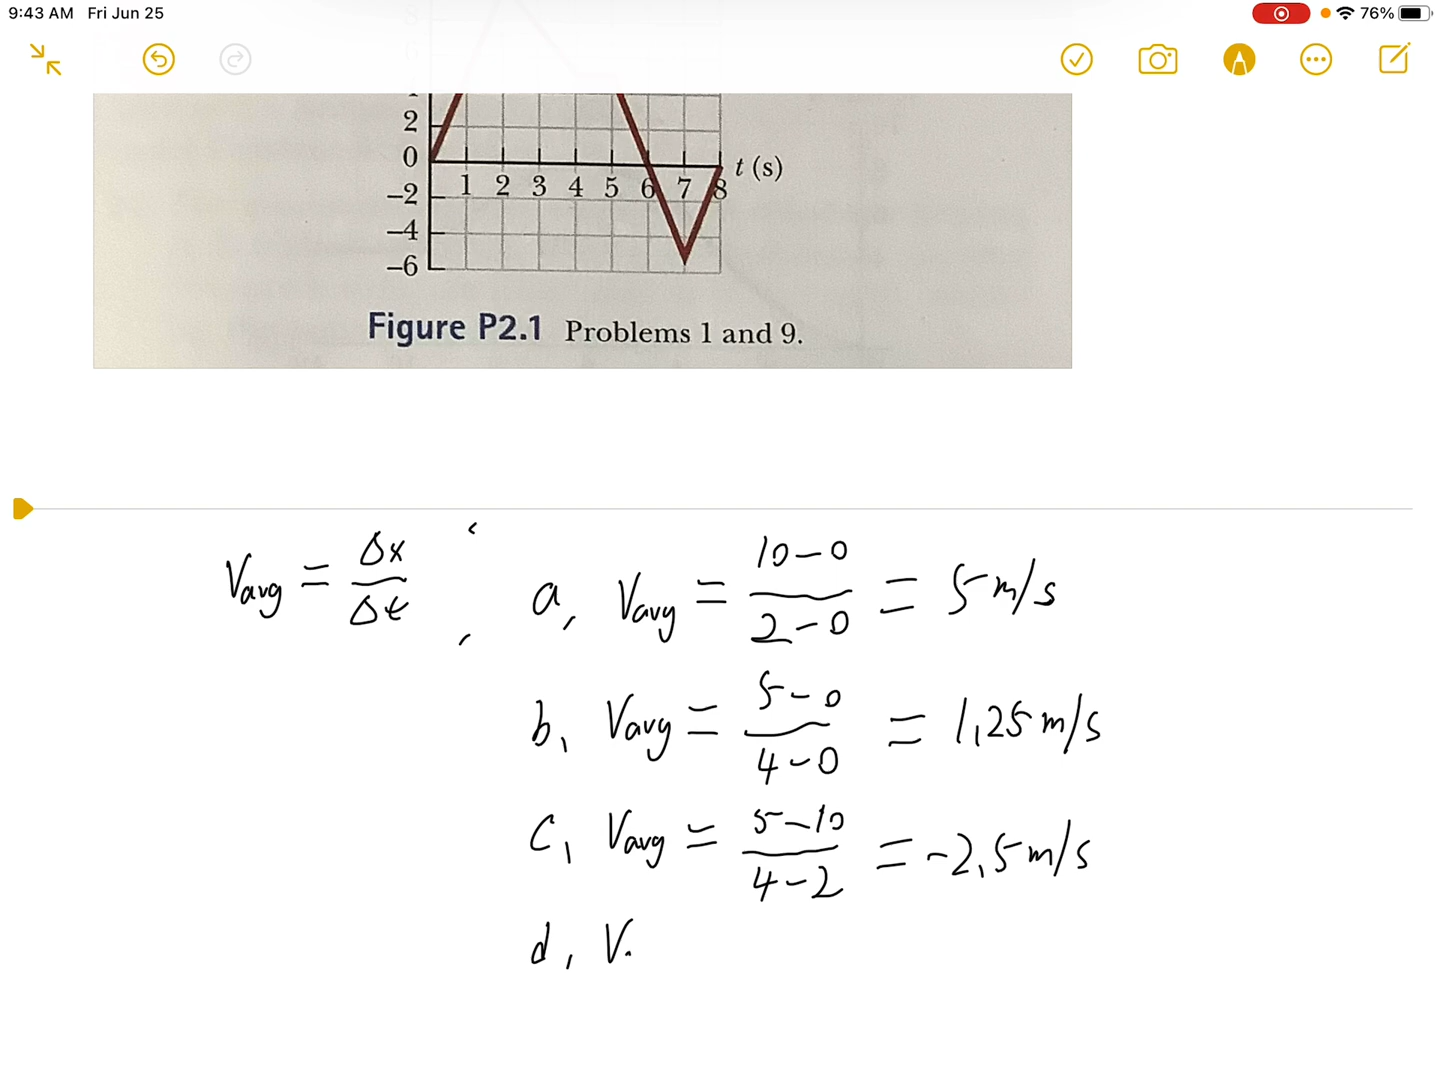 9:43 AM Fri Jun 25
76%
2
0
-2
-4
-6
1 2 3 4 5 6 7 8
t (s)
Figure P2.1 Problems 1 and 9.
Vavg = Δx/Δt , a, Vavg = 10-0/2-0 = 5 m/s
b, Vavg = 5-0/4-0 = 1,25 m/s
c, Vavg = 5-10/4-2 = -2,5 m/s
d, V.